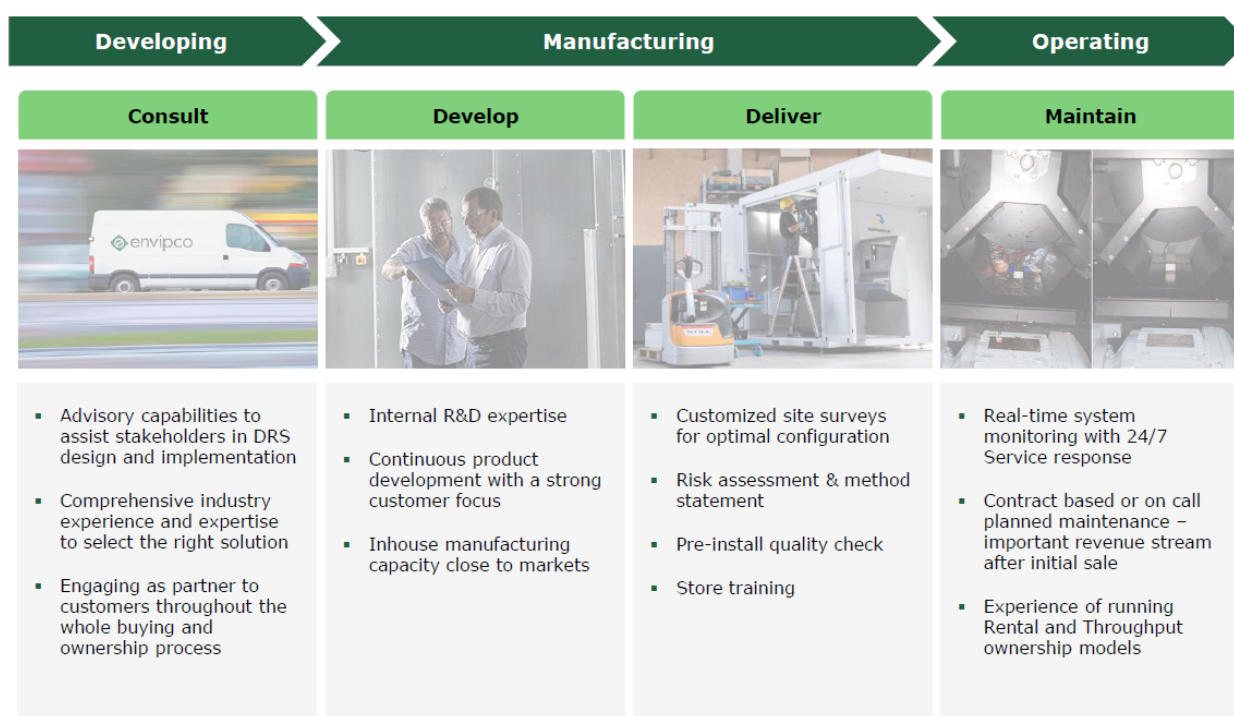 Developing
Manufacturing
Operating
Consult
Develop
Deliver
Maintain
envipco
▪ Advisory capabilities to
assist stakeholders in DRS
design and implementation
▪ Comprehensive industry
experience and expertise
to select the right solution
▪ Engaging as partner to
customers throughout the
whole buying and
ownership process
▪ Internal R&D expertise
▪ Continuous product
development with a strong
customer focus
▪ Inhouse manufacturing
capacity close to markets
▪ Customized site surveys
for optimal configuration
▪ Risk assessment & method
statement
▪ Pre-install quality check
▪ Store training
▪ Real-time system
monitoring with 24/7
Service response
▪ Contract based or on call
planned maintenance –
important revenue stream
after initial sale
▪ Experience of running
Rental and Throughput
ownership models